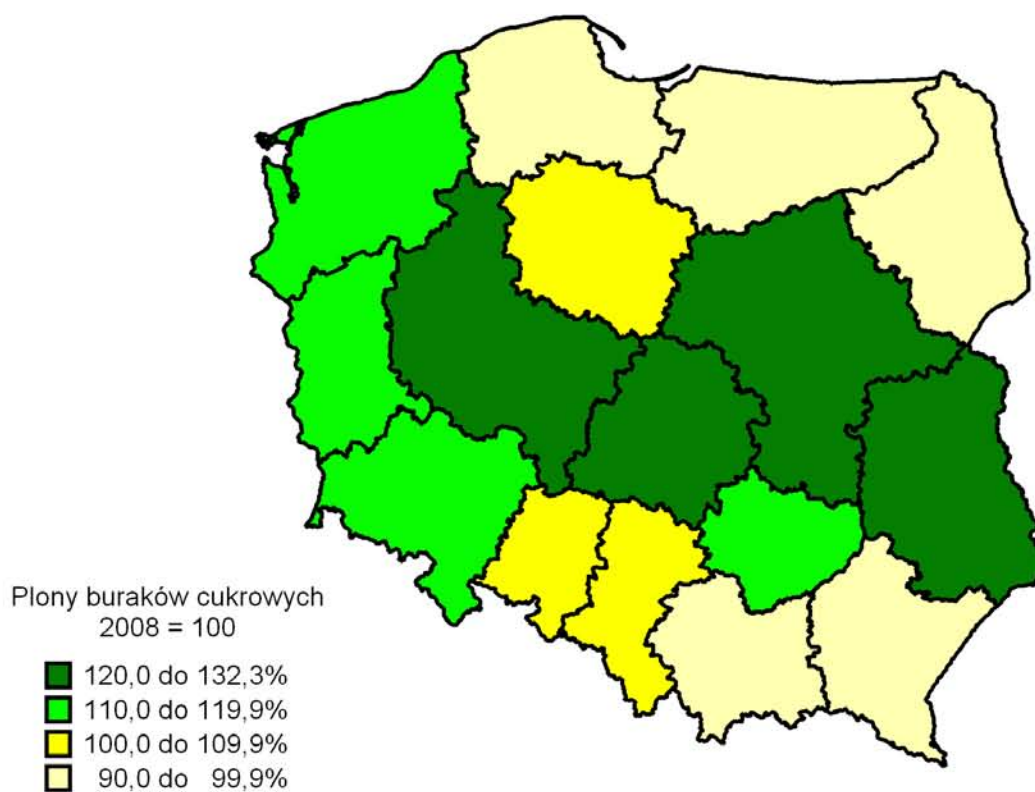 Plony buraków cukrowych
2008 = 100
120,0 do 132,3%
110,0 do 119,9%
100,0 do 109,9%
90,0 do 99,9%